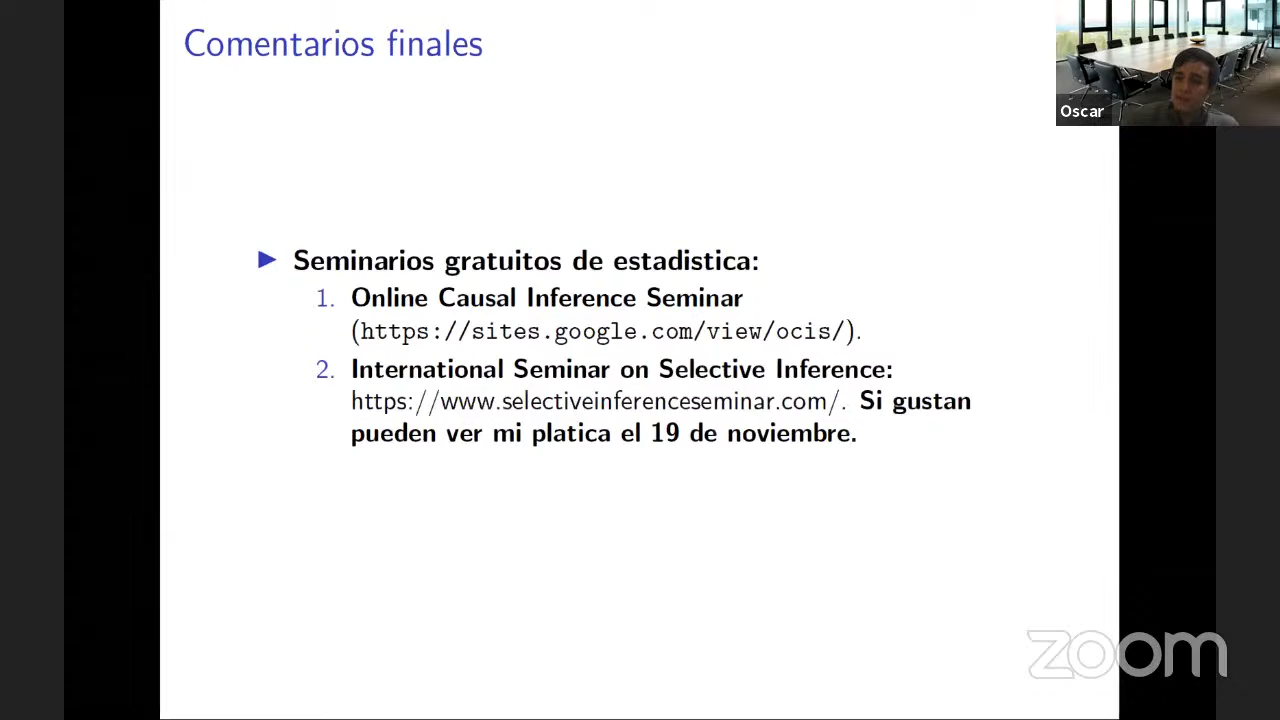 Comentarios finales
Oscar
▶ Seminarios gratuitos de estadistica:
1. Online Causal Inference Seminar
(https://sites.google.com/view/ocis/).
2. International Seminar on Selective Inference:
https://www.selectiveinferenceseminar.com/. Si gustan
pueden ver mi platica el 19 de noviembre.
zoom